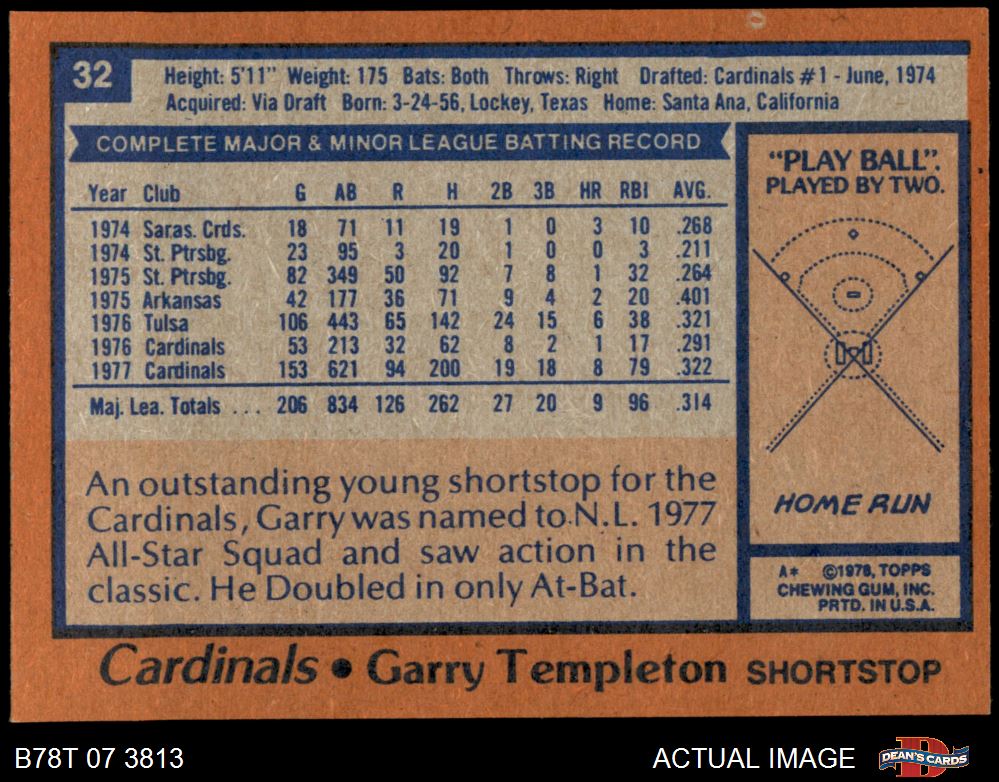 32
Height: 5'11" Weight: 175 Bats: Both Throws: Right Drafted: Cardinals #1 - June, 1974
Acquired: Via Draft Born: 3-24-56, Lockey, Texas Home: Santa Ana, California
COMPLETE MAJOR & MINOR LEAGUE BATTING RECORD
Year Club G AB R H 2B 3B HR RBI AVG.
1974 Saras. Crds. 18 71 11 19 1 0 3 10 .268
1974 St. Ptrsbg. 23 95 3 20 1 0 0 3 .211
1975 St. Ptrsbg. 82 349 50 92 7 8 1 32 .264
1975 Arkansas 42 177 36 71 9 4 2 20 .401
1976 Tulsa 106 443 65 142 24 15 6 38 .321
1976 Cardinals 53 213 32 62 8 2 1 17 .291
1977 Cardinals 153 621 94 200 19 18 8 79 .322
Maj. Lea. Totals ... 206 834 126 262 27 20 9 96 .314
An outstanding young shortstop for the
Cardinals, Garry was named to N.L. 1977
All-Star Squad and saw action in the
classic. He Doubled in only At-Bat.
"PLAY BALL".
PLAYED BY TWO.
HOME RUN
A* ©1978, TOPPS
CHEWING GUM, INC.
PRTD. IN U.S.A.
Cardinals • Garry Templeton SHORTSTOP
B78T 07 3813
ACTUAL IMAGE
DEAN'S CARDS